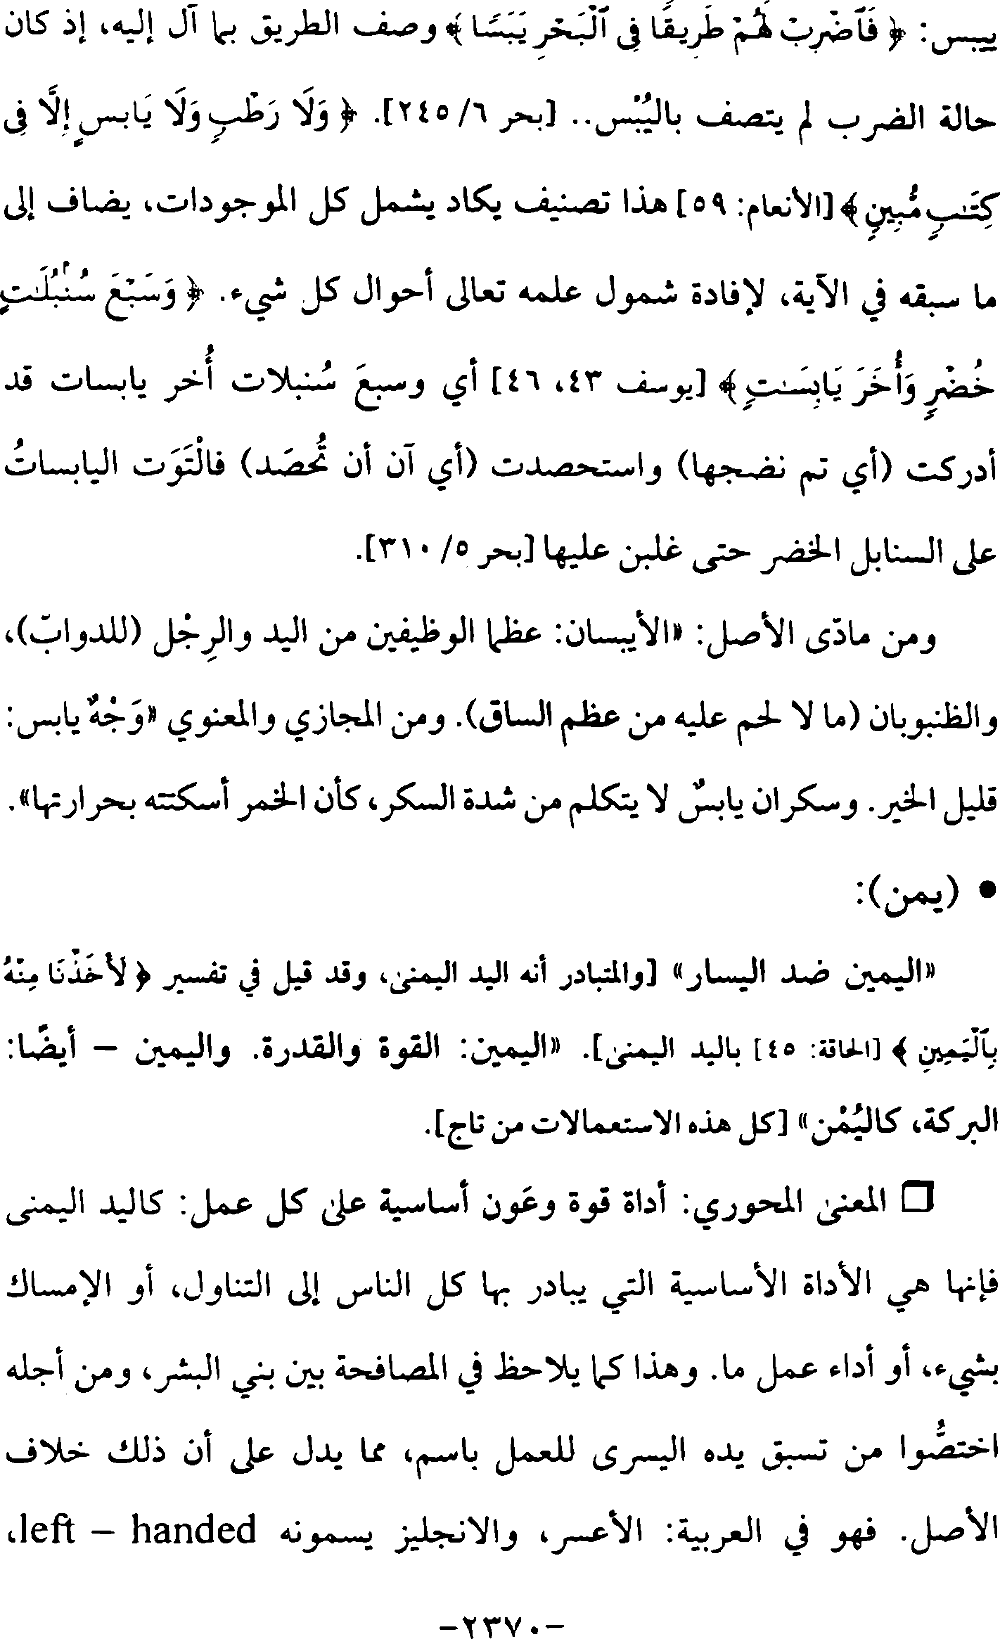 ييبس: ﴿ فَٱضْرِبْ لَهُمْ طَرِيقًا فِى ٱلْبَحْرِ يَبَسًا ﴾ وصف الطريق بما آل إليه، إذ كان
حالة الضرب لم يتصف باليُبْس.. [بحر ٦/ ٢٤٥]. ﴿ وَلَا رَطْبٍ وَلَا يَابِسٍ إِلَّا فِى
كِتَٰبٍ مُّبِينٍ ﴾ [الأنعام: ٥٩] هذا تصنيف يكاد يشمل كل الموجودات، يضاف إلى
ما سبقه في الآية، لإفادة شمول علمه تعالى أحوال كل شيء. ﴿ وَسَبْعَ سُنۢبُلَٰتٍ
خُضْرٍ وَأُخَرَ يَابِسَٰتٍ ﴾ [يوسف ٤٣، ٤٦] أي وسبعَ سُنبلات أُخر يابسات قد
أدركت (أي تم نضجها) واستحصدت (أي آن أن تُحصَد) فالْتَوَت اليابساتُ
على السنابل الخضر حتى غلبن عليها [بحر ٥/ ٣١٠].
ومن مادّى الأصل: «الأيبسان: عظما الوظيفين من اليد والرِجْل (للدوابّ)،
والظنبوبان (ما لا لحم عليه من عظم الساق). ومن المجازي والمعنوي «وَجْهٌ يابس:
قليل الخير. وسكران يابسٌ لا يتكلم من شدة السكر، كأن الخمر أسكتته بحرارتها».
• (يمن):
«اليمين ضد اليسار» [والمتبادر أنه اليد اليمنى، وقد قيل في تفسير ﴿ لَأَخَذْنَا مِنْهُ
بِٱلْيَمِينِ ﴾ [الحاقة: ٤٥] باليد اليمنى]. «اليمين: القوة والقدرة. واليمين – أيضًا:
البركة، كاليُمْن» [كل هذه الاستعمالات من تاج].
❏ المعنى المحوري: أداة قوة وعَون أساسية على كل عمل: كاليد اليمنى
فإنها هي الأداة الأساسية التي يبادر بها كل الناس إلى التناول، أو الإمساك
بشيء، أو أداء عمل ما. وهذا كما يلاحظ في المصافحة بين بني البشر، ومن أجله
اختصُّوا من تسبق يده اليسرى للعمل باسم، مما يدل على أن ذلك خلاف
الأصل. فهو في العربية: الأعسر، والانجليز يسمونه left – handed،
-٢٣٧٠-